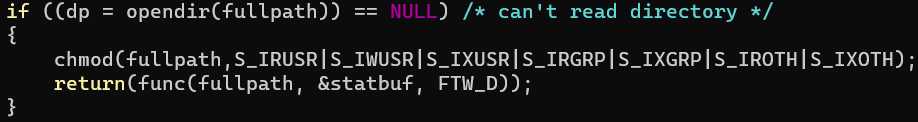 if ((dp = opendir(fullpath)) == NULL) /* can't read directory */
{
    chmod(fullpath,S_IRUSR|S_IWUSR|S_IXUSR|S_IRGRP|S_IXGRP|S_IROTH|S_IXOTH);
    return(func(fullpath, &statbuf, FTW_D));
}